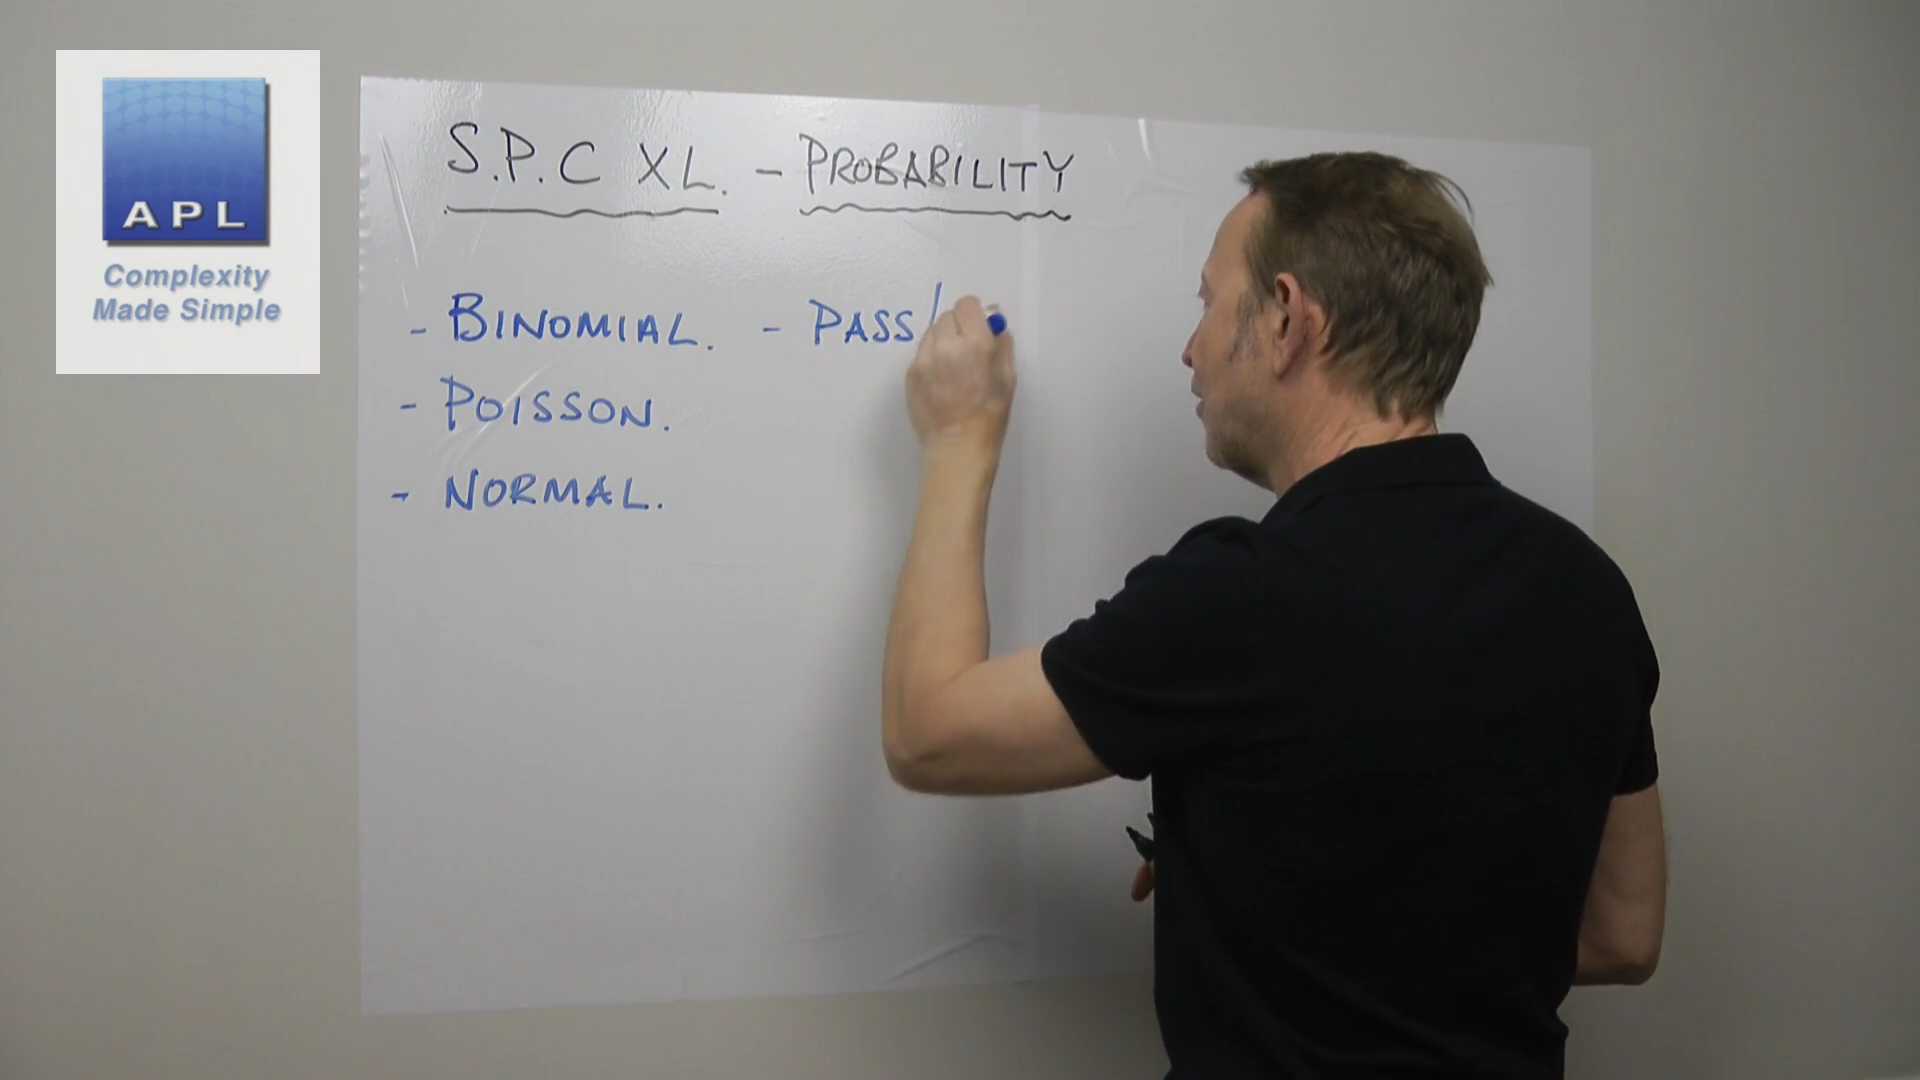 APL
Complexity
Made Simple
S.P.C XL. - PROBABILITY
- BINOMIAL. - PASS/
- POISSON.
- NORMAL.